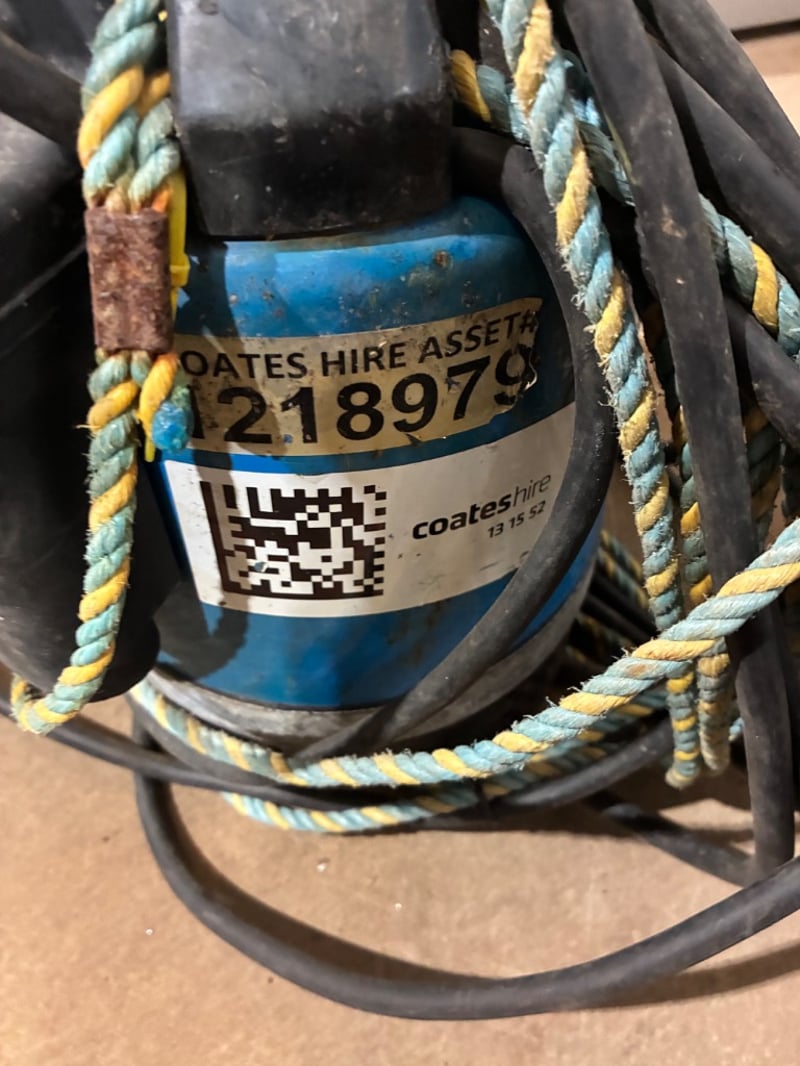 COATES HIRE ASSET#
1218979
coateshire
13 15 52